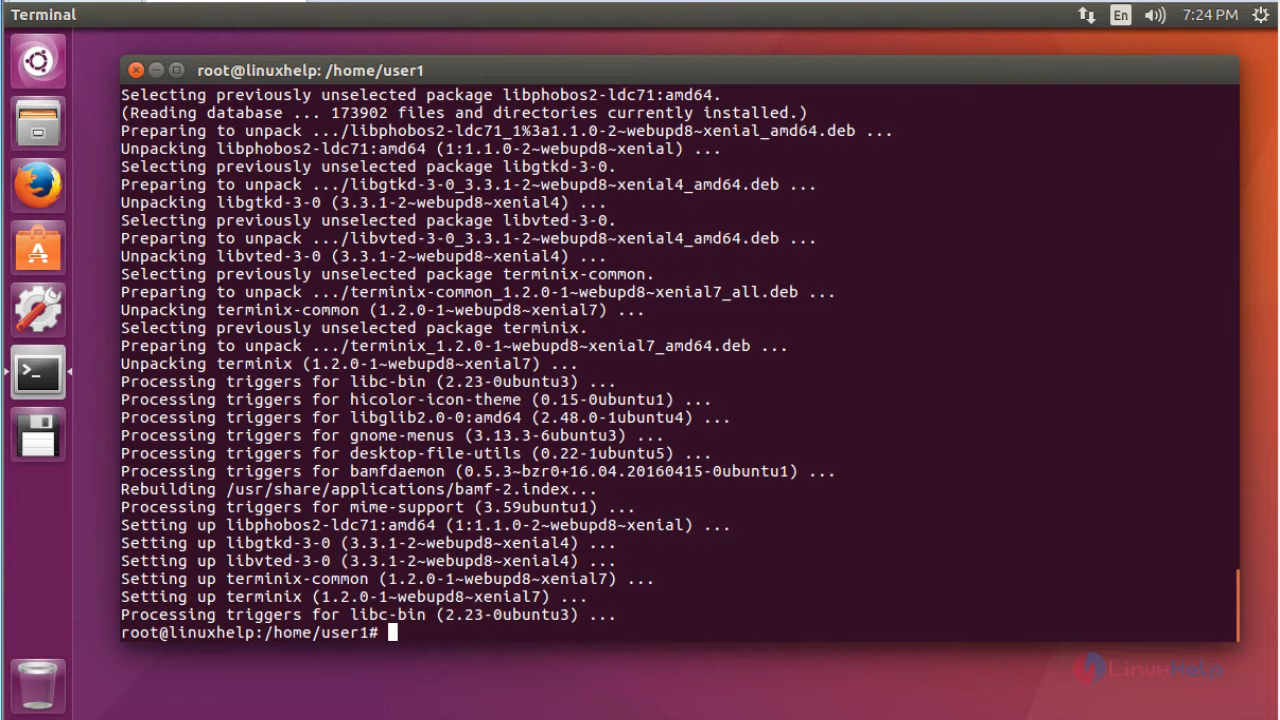 Terminal
En
7:24 PM
root@linuxhelp: /home/user1
Selecting previously unselected package libphobos2-ldc71:amd64.
(Reading database ... 173902 files and directories currently installed.)
Preparing to unpack .../libphobos2-ldc71_1%3a1.1.0-2~webupd8~xenial_amd64.deb ...
Unpacking libphobos2-ldc71:amd64 (1:1.1.0-2~webupd8~xenial) ...
Selecting previously unselected package libgtkd-3-0.
Preparing to unpack .../libgtkd-3-0_3.3.1-2~webupd8~xenial4_amd64.deb ...
Unpacking libgtkd-3-0 (3.3.1-2~webupd8~xenial4) ...
Selecting previously unselected package libvted-3-0.
Preparing to unpack .../libvted-3-0_3.3.1-2~webupd8~xenial4_amd64.deb ...
Unpacking libvted-3-0 (3.3.1-2~webupd8~xenial4) ...
Selecting previously unselected package terminix-common.
Preparing to unpack .../terminix-common_1.2.0-1~webupd8~xenial7_all.deb ...
Unpacking terminix-common (1.2.0-1~webupd8~xenial7) ...
Selecting previously unselected package terminix.
Preparing to unpack .../terminix_1.2.0-1~webupd8~xenial7_amd64.deb ...
Unpacking terminix (1.2.0-1~webupd8~xenial7) ...
Processing triggers for libc-bin (2.23-0ubuntu3) ...
Processing triggers for hicolor-icon-theme (0.15-0ubuntu1) ...
Processing triggers for libglib2.0-0:amd64 (2.48.0-1ubuntu4) ...
Processing triggers for gnome-menus (3.13.3-6ubuntu3) ...
Processing triggers for desktop-file-utils (0.22-1ubuntu5) ...
Processing triggers for bamfdaemon (0.5.3~bzr0+16.04.20160415-0ubuntu1) ...
Rebuilding /usr/share/applications/bamf-2.index...
Processing triggers for mime-support (3.59ubuntu1) ...
Setting up libphobos2-ldc71:amd64 (1:1.1.0-2~webupd8~xenial) ...
Setting up libgtkd-3-0 (3.3.1-2~webupd8~xenial4) ...
Setting up libvted-3-0 (3.3.1-2~webupd8~xenial4) ...
Setting up terminix-common (1.2.0-1~webupd8~xenial7) ...
Setting up terminix (1.2.0-1~webupd8~xenial7) ...
Processing triggers for libc-bin (2.23-0ubuntu3) ...
root@linuxhelp:/home/user1#
LinuxHelp